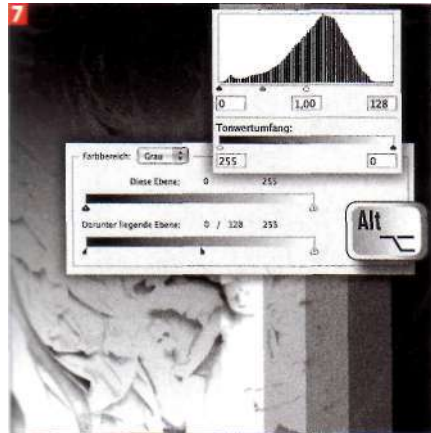 7
0 1,00 128
Tonwertumfang:
255 0
Farbbereich: Grau
Diese Ebene: 0 255
Darunter liegende Ebene: 0 / 128 255
Alt